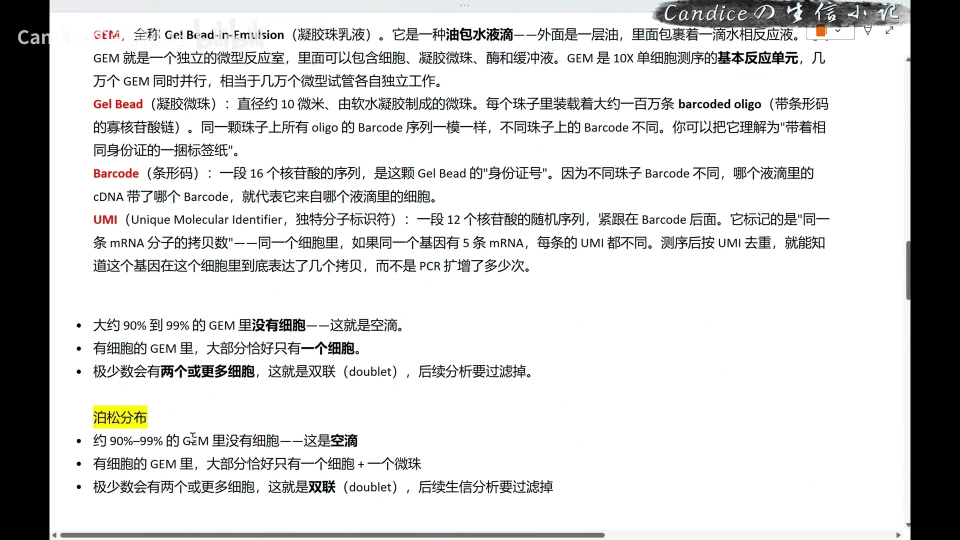 Candiceの生信小记
Can
bilibili
GEM，全称 Gel Bead-in-Emulsion（凝胶珠乳液）。它是一种油包水液滴——外面是一层油，里面包裹着一滴水相反应液。
GEM 就是一个独立的微型反应室，里面可以包含细胞、凝胶微珠、酶和缓冲液。GEM 是 10X 单细胞测序的基本反应单元，几
万个 GEM 同时并行，相当于几万个微型试管各自独立工作。
Gel Bead（凝胶微珠）：直径约 10 微米、由软水凝胶制成的微珠。每个珠子里装载着大约一百万条 barcoded oligo（带条形码
的寡核苷酸链）。同一颗珠子上所有 oligo 的 Barcode 序列一模一样，不同珠子上的 Barcode 不同。你可以把它理解为"带着相
同身份证的一捆标签纸"。
Barcode（条形码）：一段 16 个核苷酸的序列，是这颗 Gel Bead 的"身份证号"。因为不同珠子 Barcode 不同，哪个液滴里的
cDNA 带了哪个 Barcode，就代表它来自哪个液滴里的细胞。
UMI（Unique Molecular Identifier，独特分子标识符）：一段 12 个核苷酸的随机序列，紧跟在 Barcode 后面。它标记的是"同一
条 mRNA 分子的拷贝数"——同一个细胞里，如果同一个基因有 5 条 mRNA，每条的 UMI 都不同。测序后按 UMI 去重，就能知
道这个基因在这个细胞里到底表达了几个拷贝，而不是 PCR 扩增了多少次。
• 大约 90% 到 99% 的 GEM 里没有细胞——这就是空滴。
• 有细胞的 GEM 里，大部分恰好只有一个细胞。
• 极少数会有两个或更多细胞，这就是双联（doublet），后续分析要过滤掉。
泊松分布
• 约 90%–99% 的 GEM 里没有细胞——这是空滴
• 有细胞的 GEM 里，大部分恰好只有一个细胞 + 一个微珠
• 极少数会有两个或更多细胞，这就是双联（doublet），后续生信分析要过滤掉